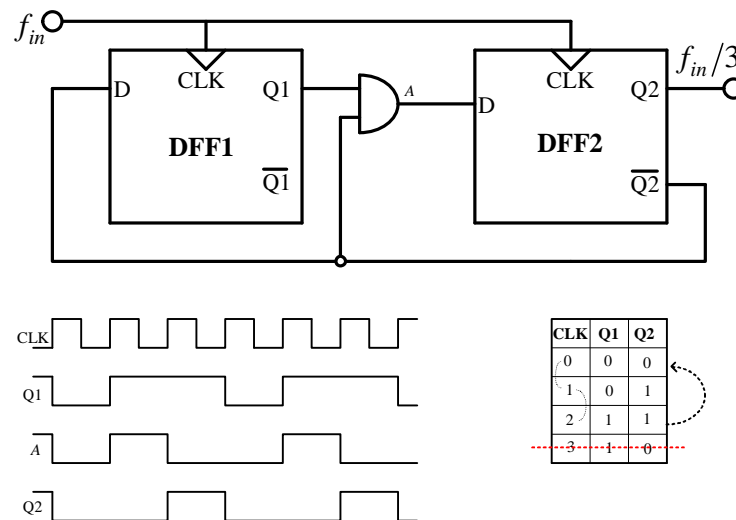 f_in
f_in/3
CLK
CLK
D
Q1
A
D
Q2
DFF1
DFF2
Q1
Q2
CLK
Q1
A
Q2
CLK Q1 Q2
0 0 0
1 0 1
2 1 1
3 1 0